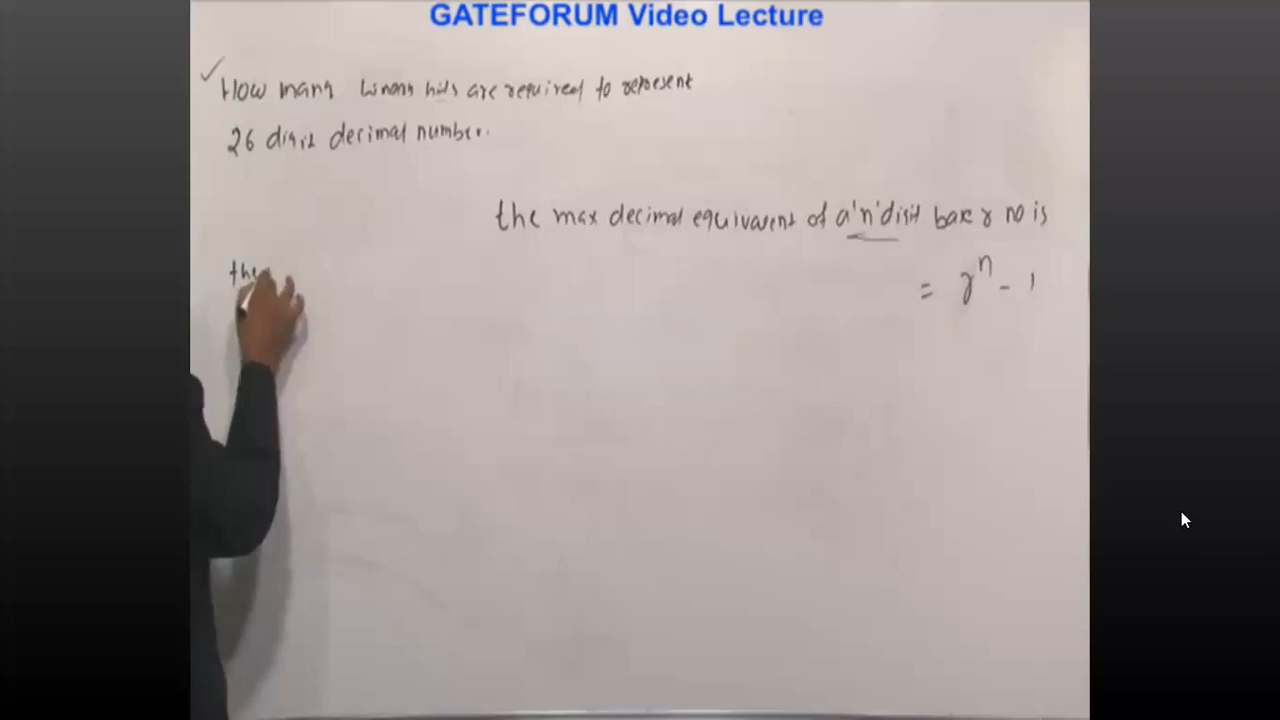 GATEFORUM Video Lecture
✓ How many binary bits are required to represent
26 digit decimal number.
the max decimal equivalent of a 'n' digit base r no is
= r^n - 1
the